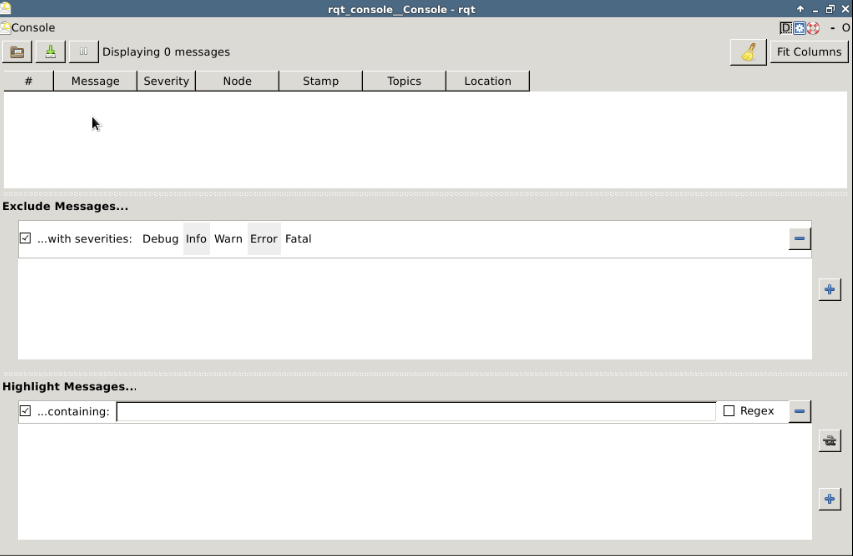 rqt_console__Console - rqt
Console D - O
Displaying 0 messages Fit Columns
# Message Severity Node Stamp Topics Location
Exclude Messages...
...with severities: Debug Info Warn Error Fatal
Highlight Messages...
...containing: Regex